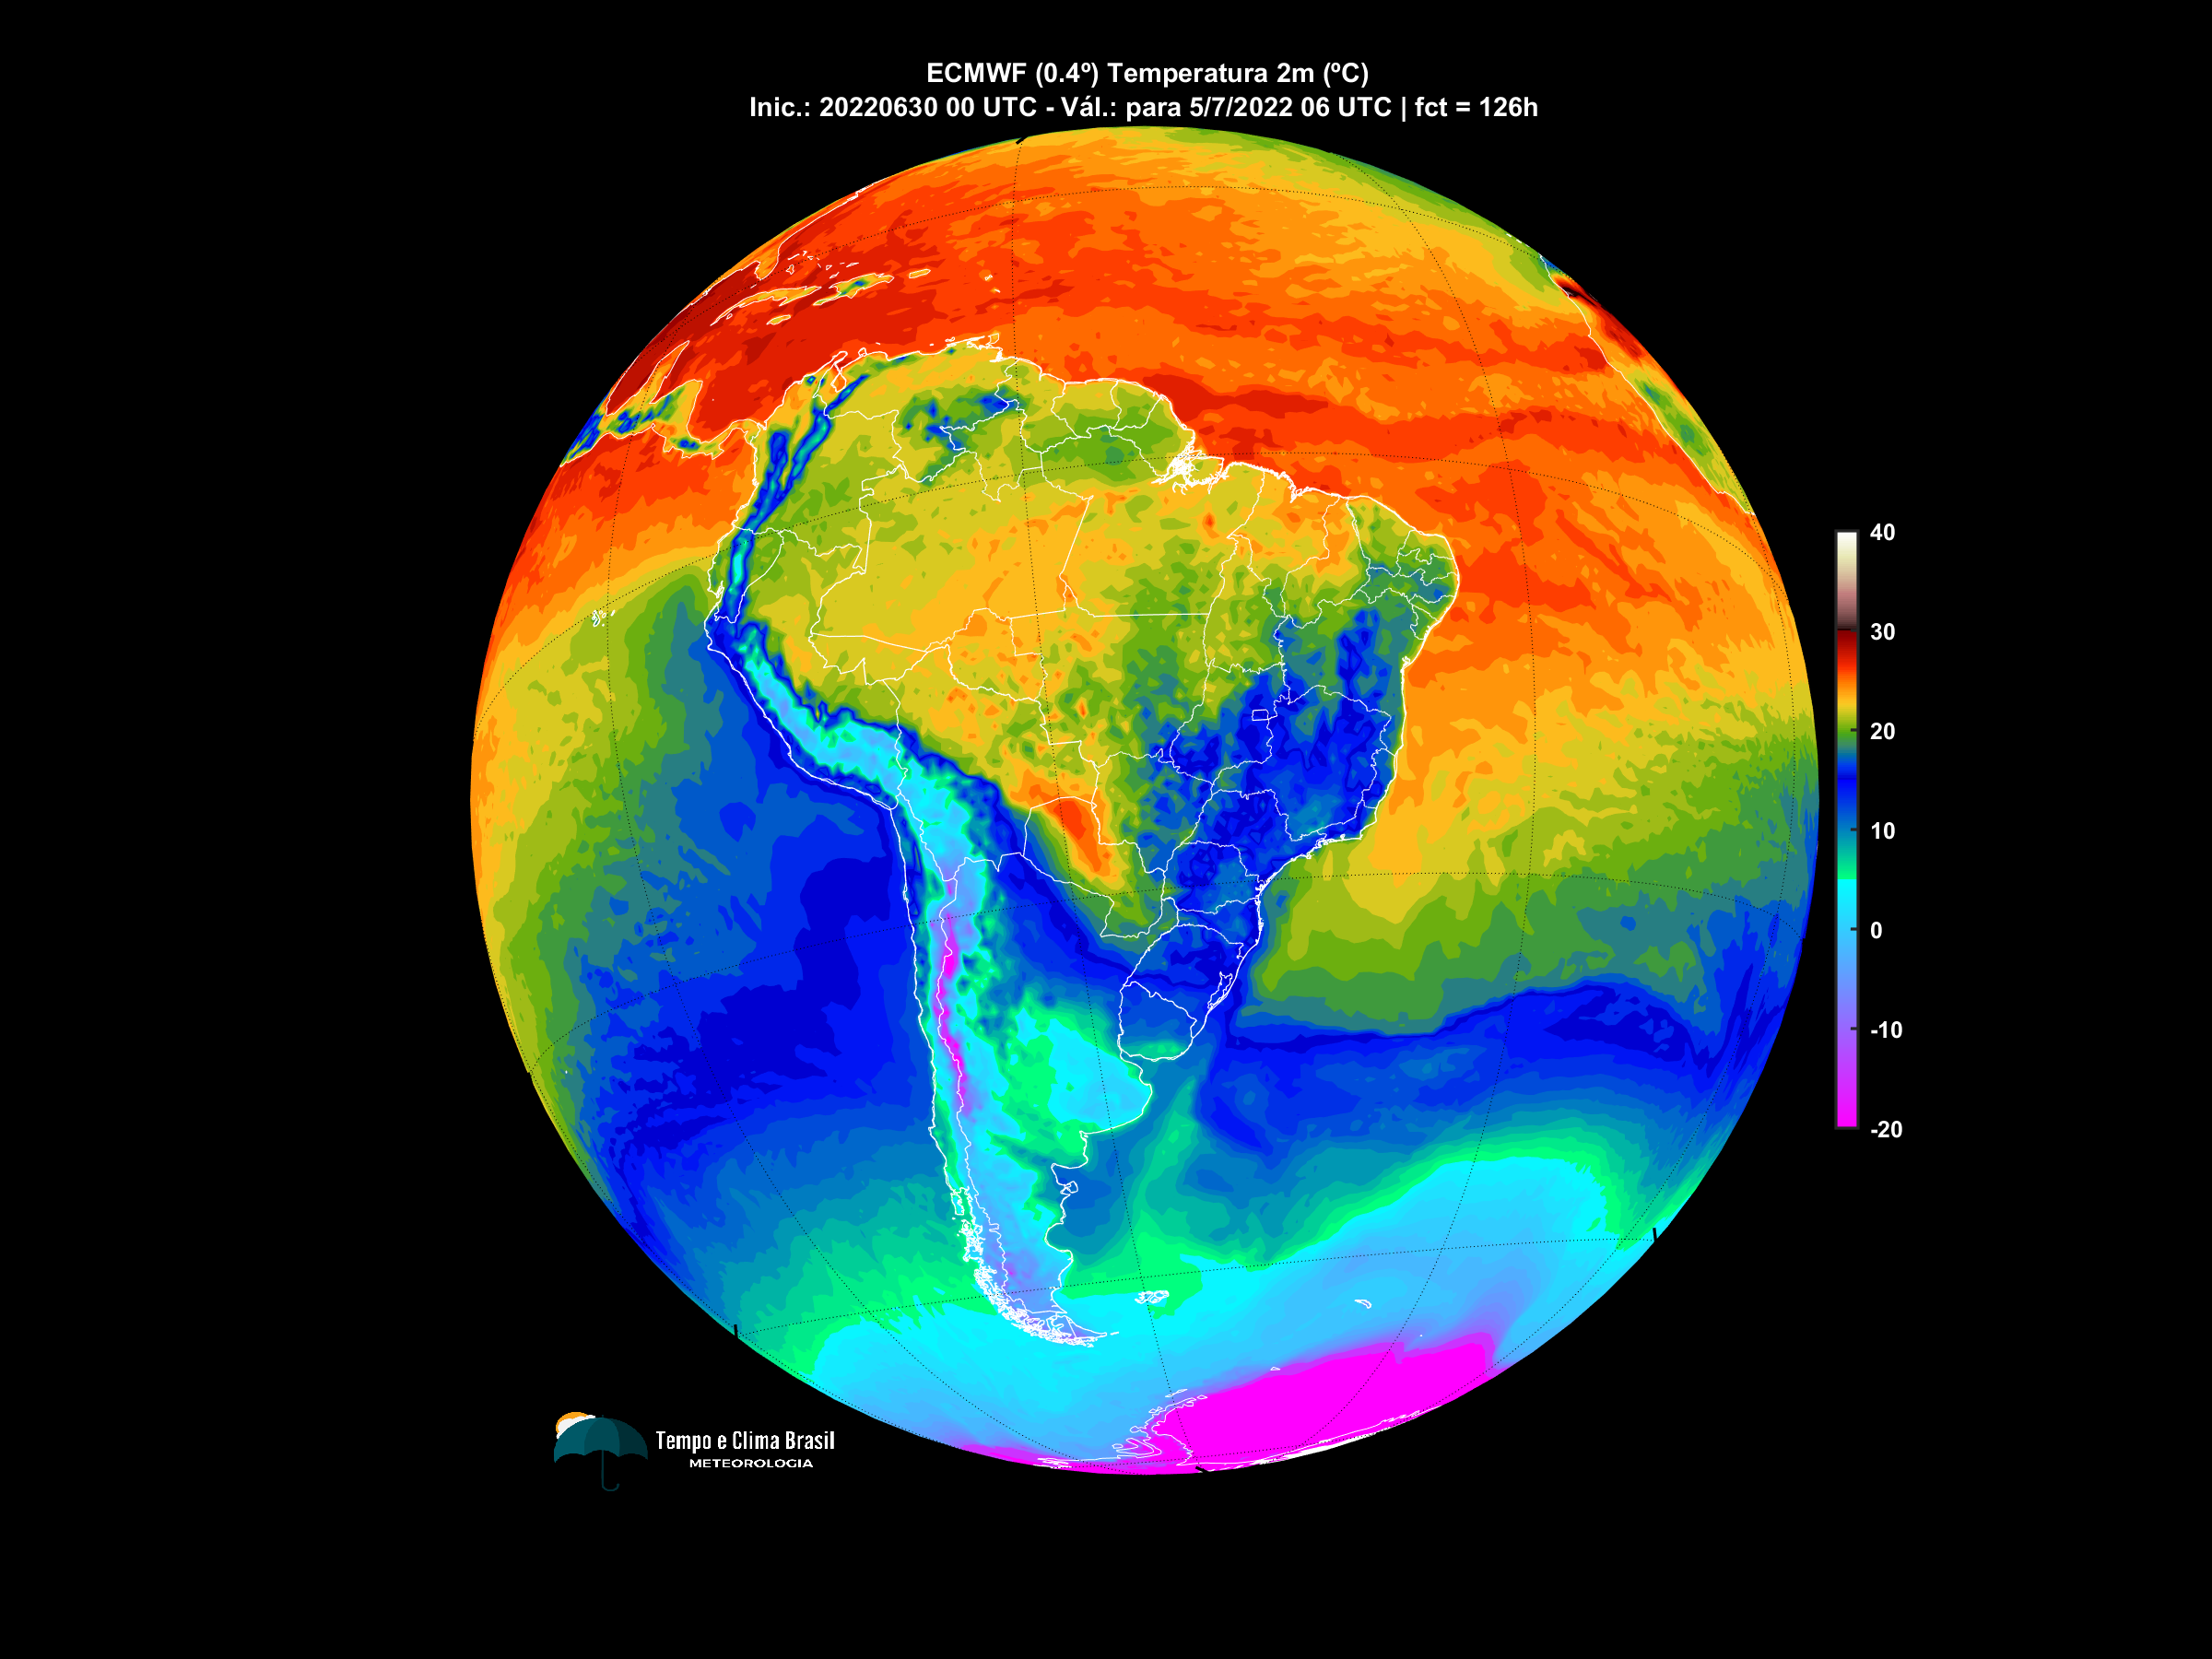 ECMWF (0.4º) Temperatura 2m (ºC)
Inic.: 20220630 00 UTC - Vál.: para 5/7/2022 06 UTC | fct = 126h
40
30
20
10
0
-10
-20
Tempo e Clima Brasil
METEOROLOGIA